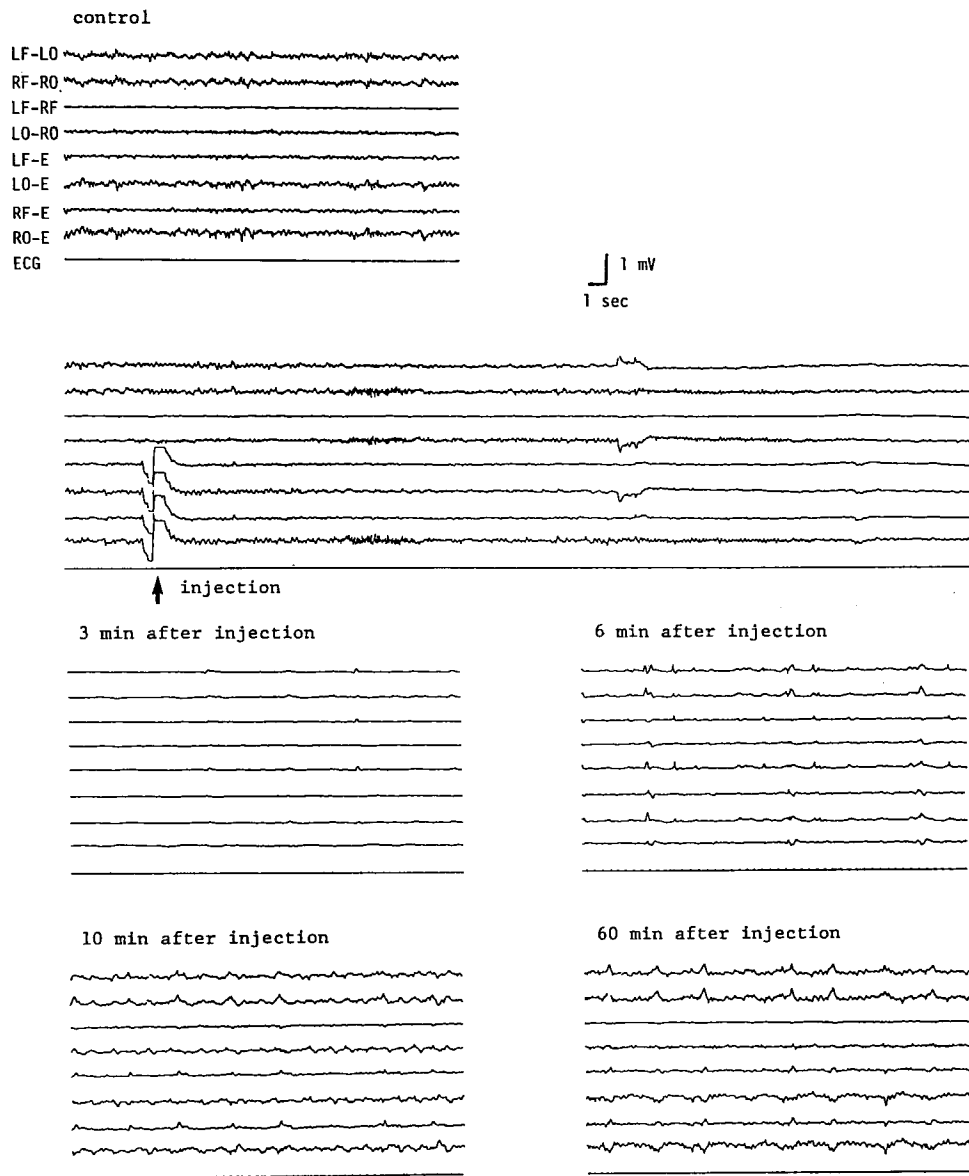 control
LF-LO
RF-RO
LF-RF
LO-RO
LF-E
LO-E
RF-E
RO-E
ECG
1 mV
1 sec
injection
3 min after injection
6 min after injection
10 min after injection
60 min after injection